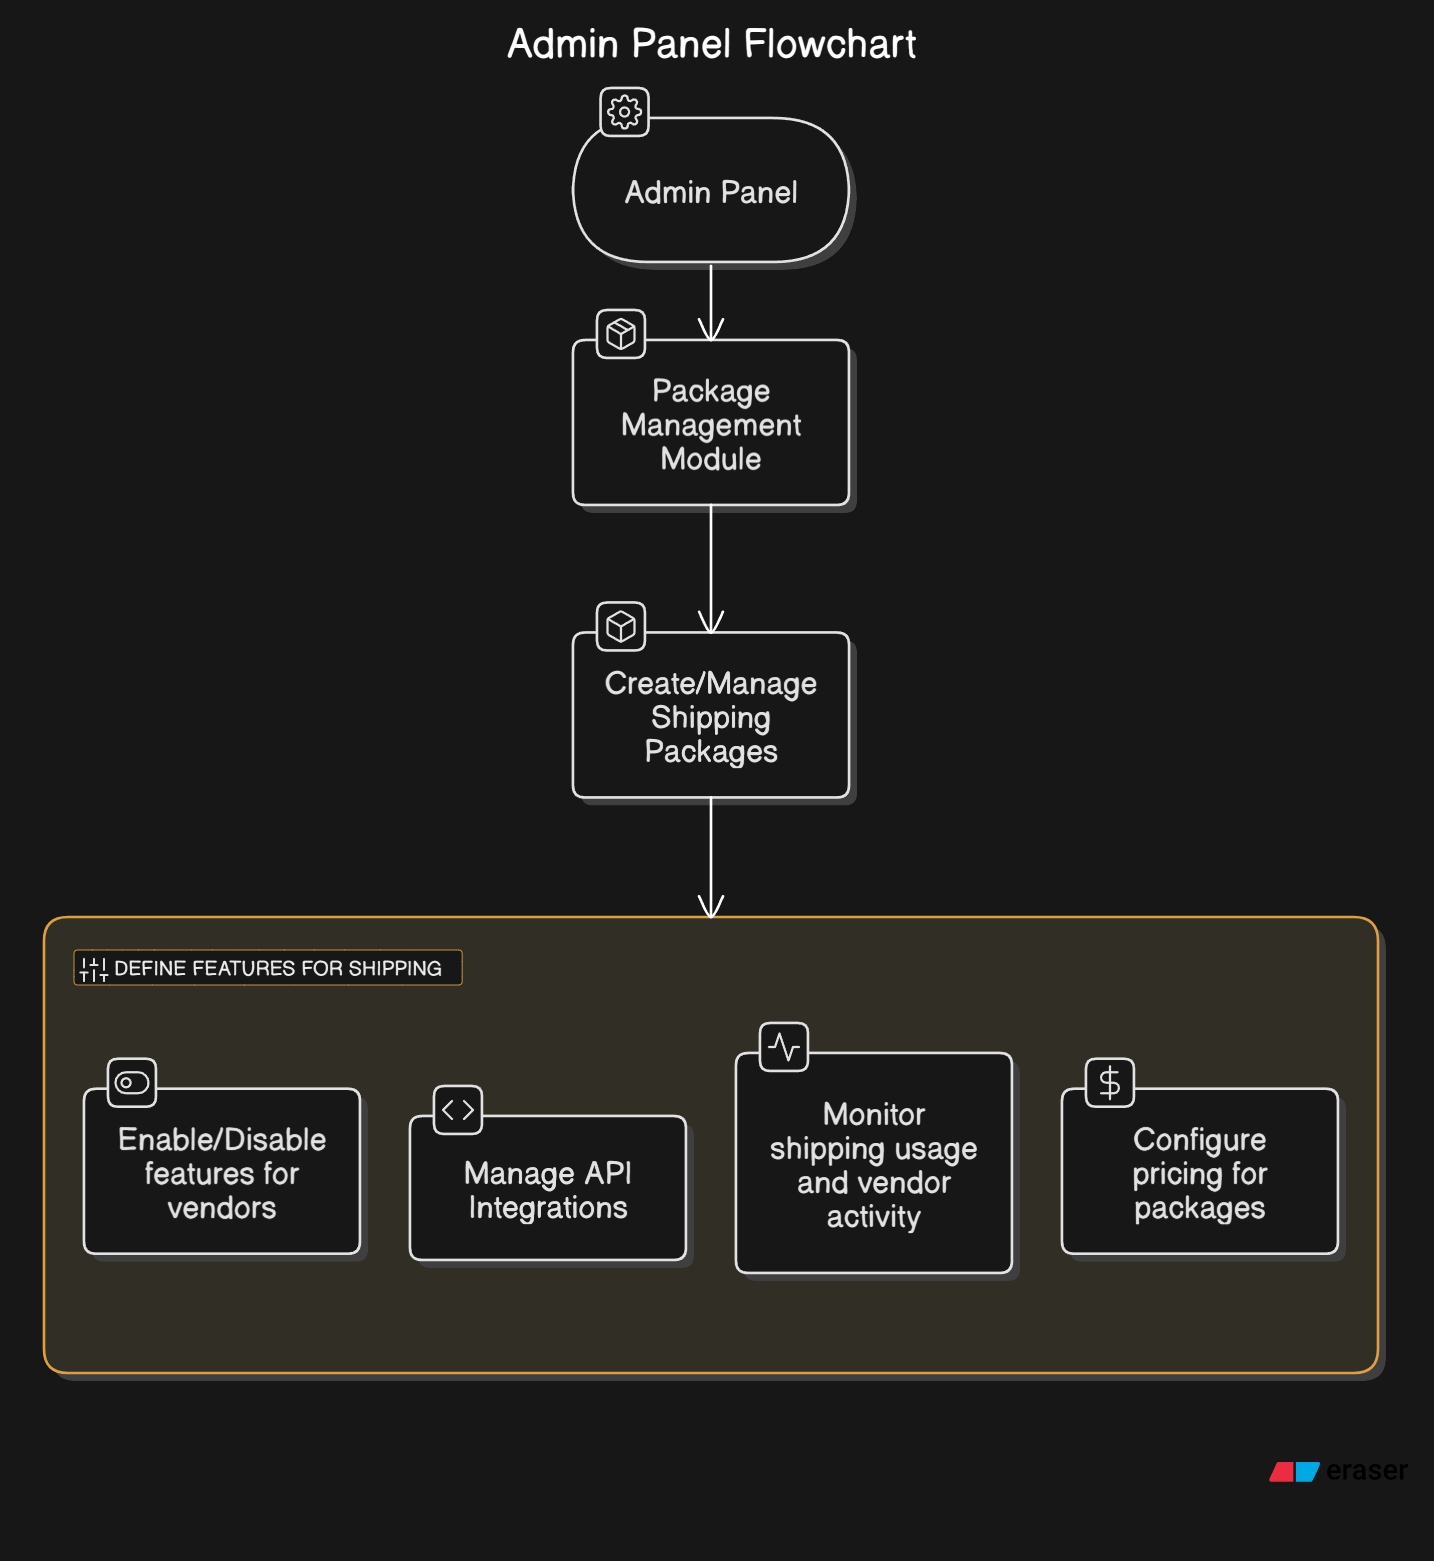 Admin Panel Flowchart
Admin Panel
Package
Management
Module
Create/Manage
Shipping
Packages
DEFINE FEATURES FOR SHIPPING
Enable/Disable
features for
vendors
Manage API
Integrations
Monitor
shipping usage
and vendor
activity
Configure
pricing for
packages
eraser